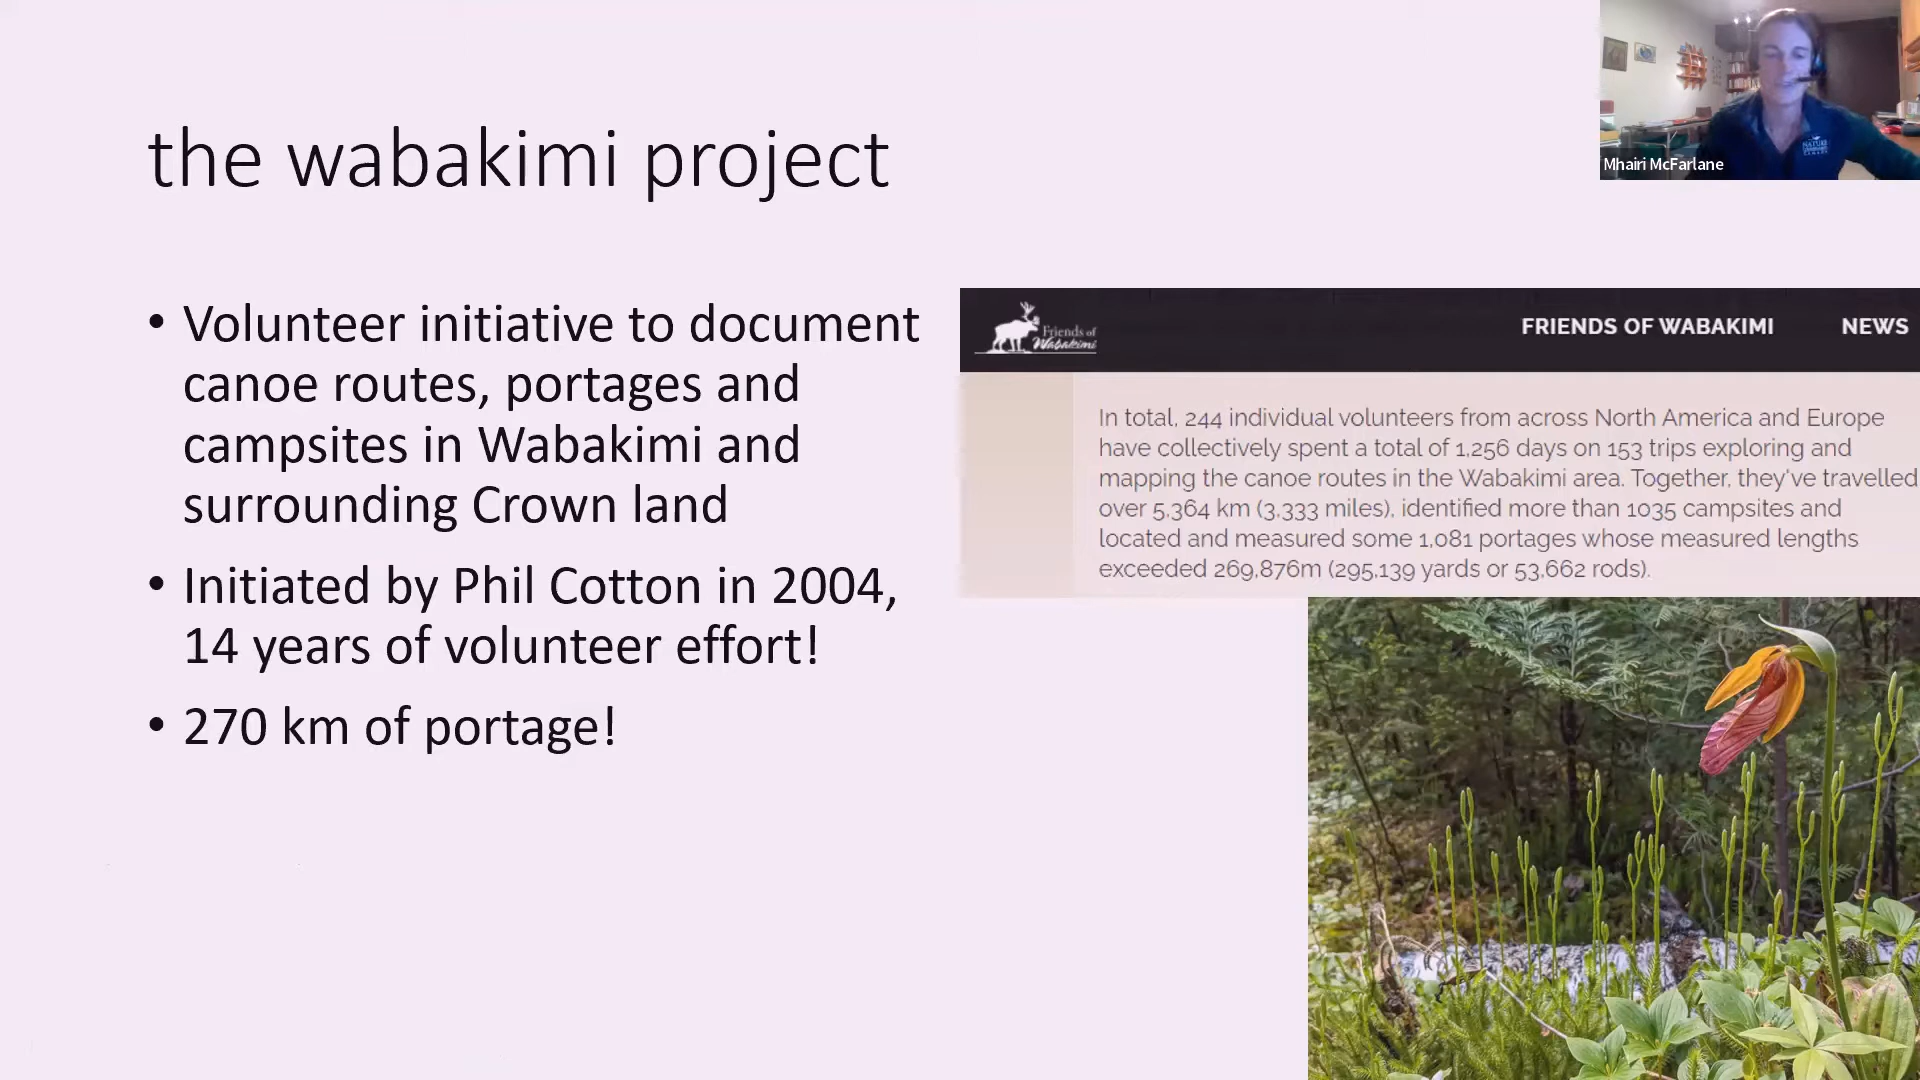 the wabakimi project
• Volunteer initiative to document
canoe routes, portages and
campsites in Wabakimi and
surrounding Crown land
• Initiated by Phil Cotton in 2004,
14 years of volunteer effort!
• 270 km of portage!
Mhairi McFarlane
NATURE
CONSERVANCY
CANADA
Friends of
Wabakimi
FRIENDS OF WABAKIMI NEWS
In total, 244 individual volunteers from across North America and Europe
have collectively spent a total of 1,256 days on 153 trips exploring and
mapping the canoe routes in the Wabakimi area. Together, they've travelled
over 5,364 km (3,333 miles), identified more than 1035 campsites and
located and measured some 1,081 portages whose measured lengths
exceeded 269,876m (295,139 yards or 53,662 rods).